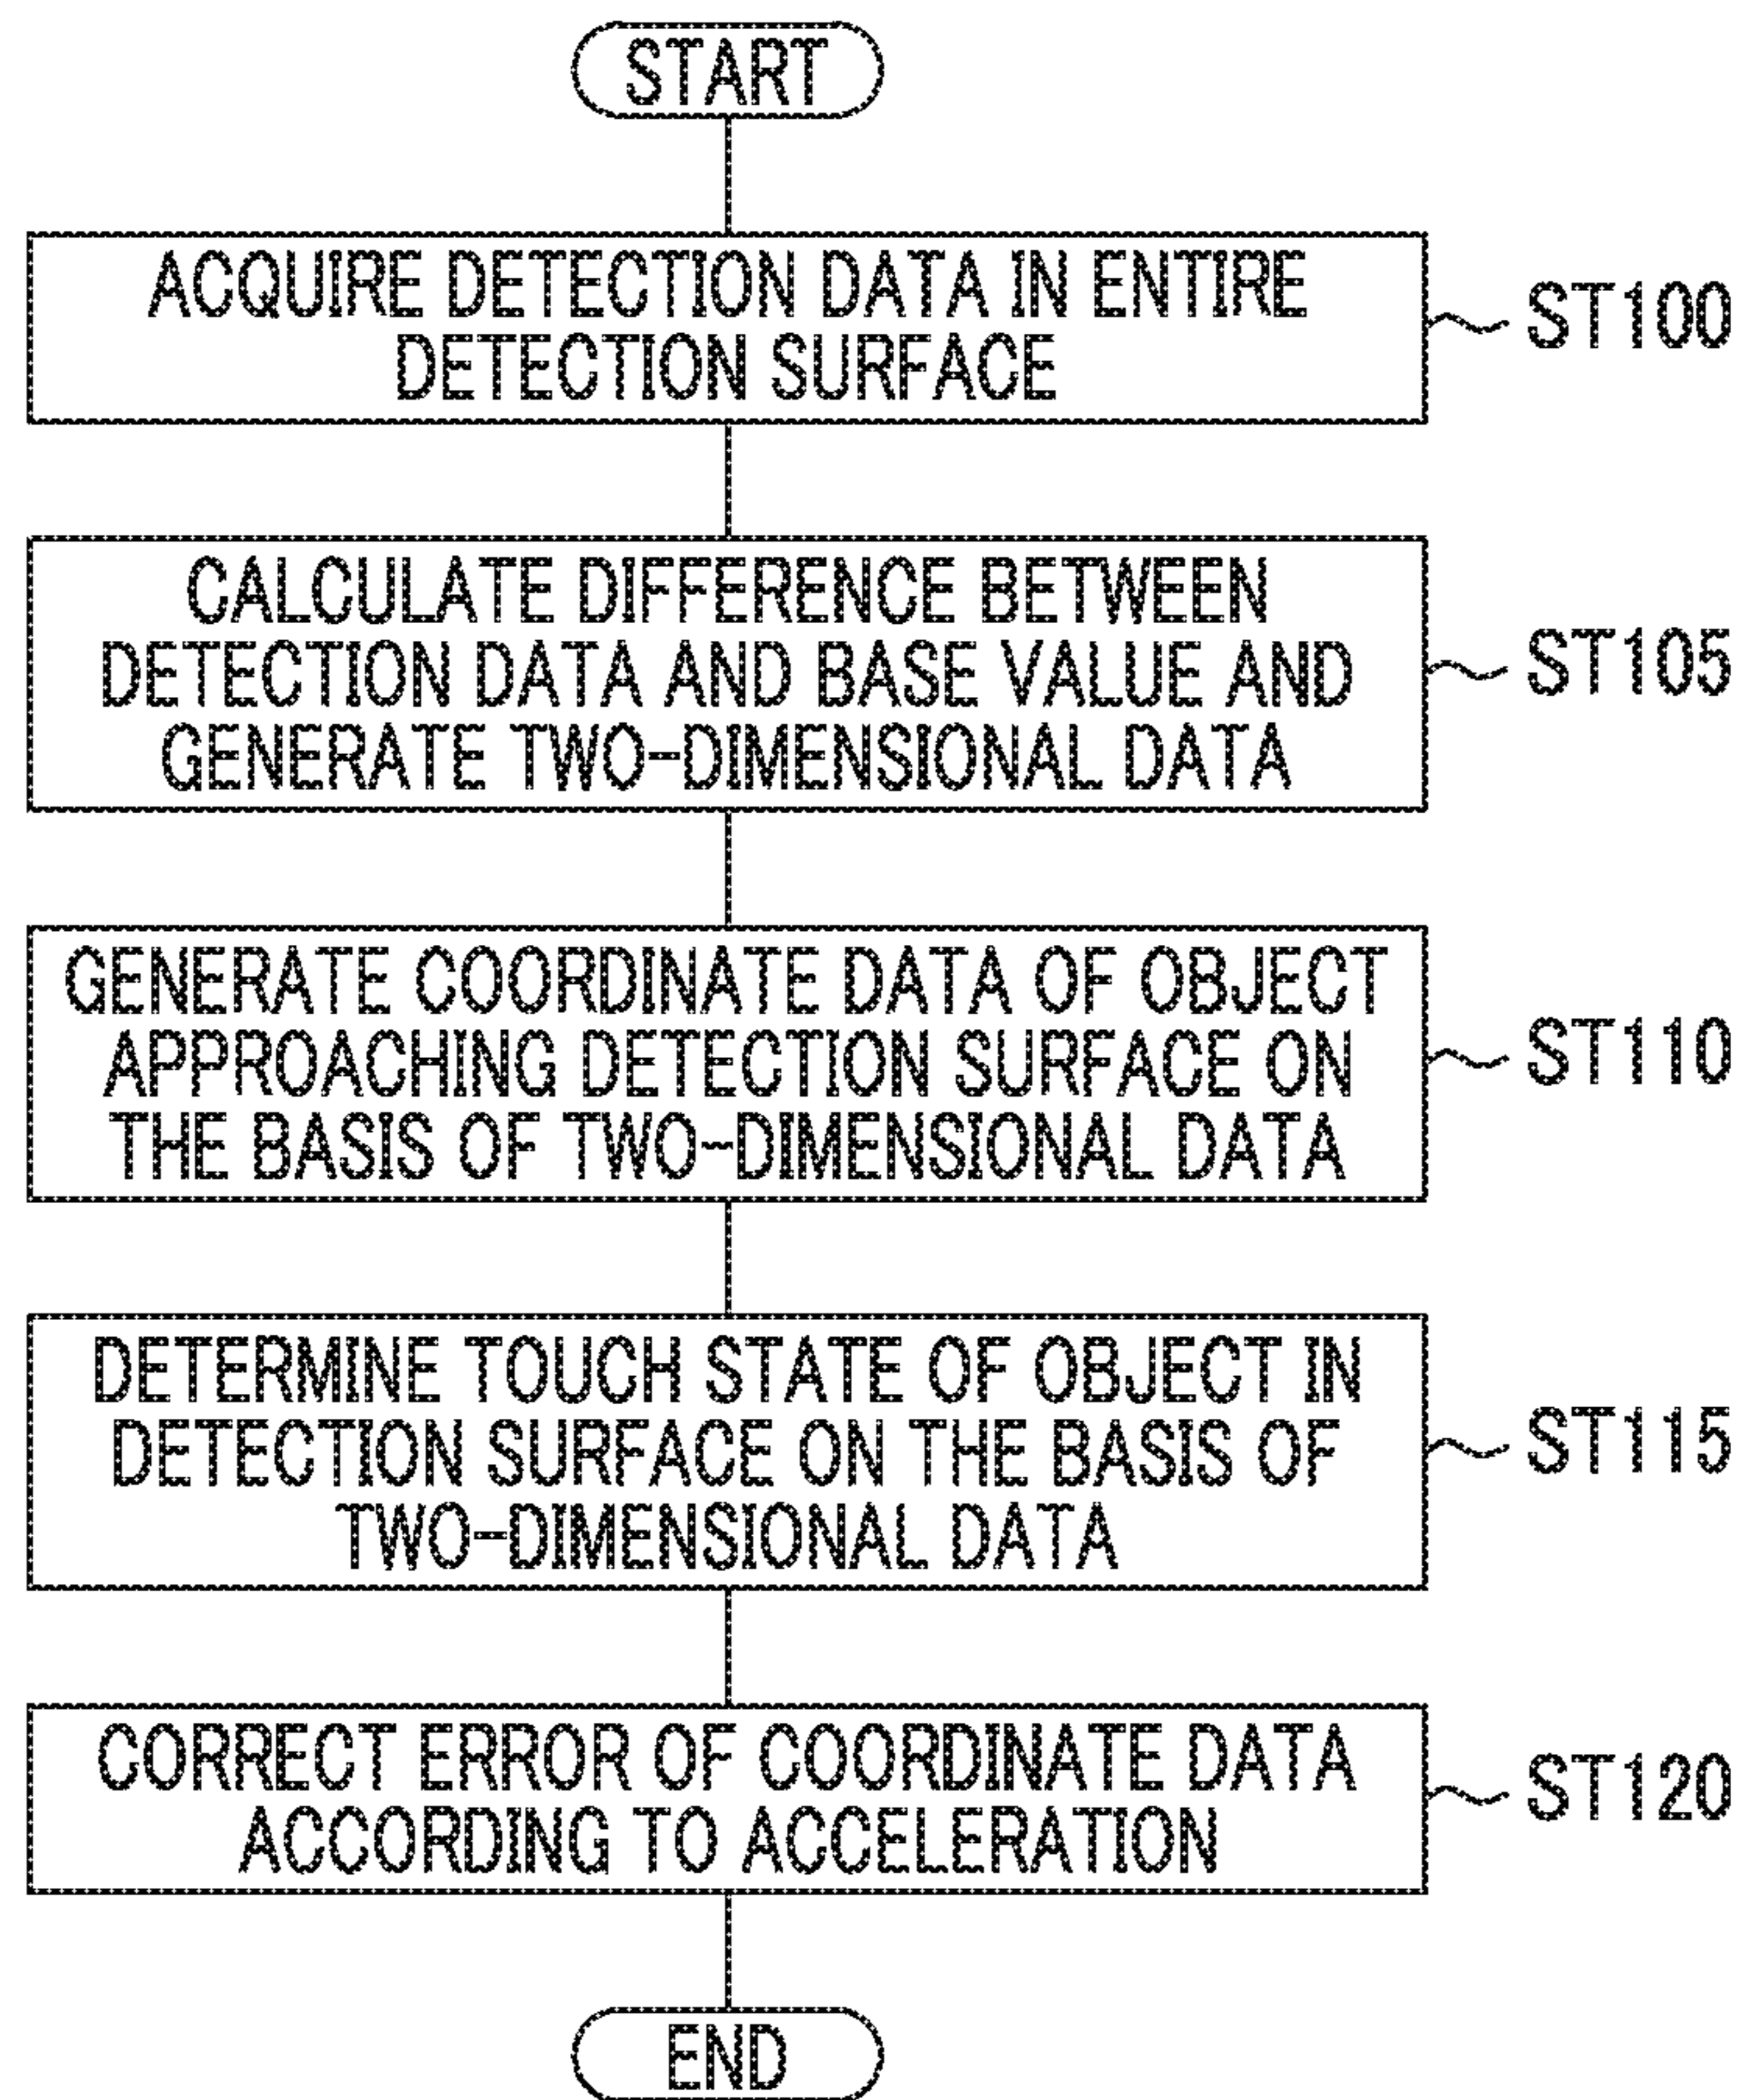 START
ACQUIRE DETECTION DATA IN ENTIRE
DETECTION SURFACE
ST100
CALCULATE DIFFERENCE BETWEEN
DETECTION DATA AND BASE VALUE AND
GENERATE TWO-DIMENSIONAL DATA
ST105
GENERATE COORDINATE DATA OF OBJECT
APPROACHING DETECTION SURFACE ON
THE BASIS OF TWO-DIMENSIONAL DATA
ST110
DETERMINE TOUCH STATE OF OBJECT IN
DETECTION SURFACE ON THE BASIS OF
TWO-DIMENSIONAL DATA
ST115
CORRECT ERROR OF COORDINATE DATA
ACCORDING TO ACCELERATION
ST120
END